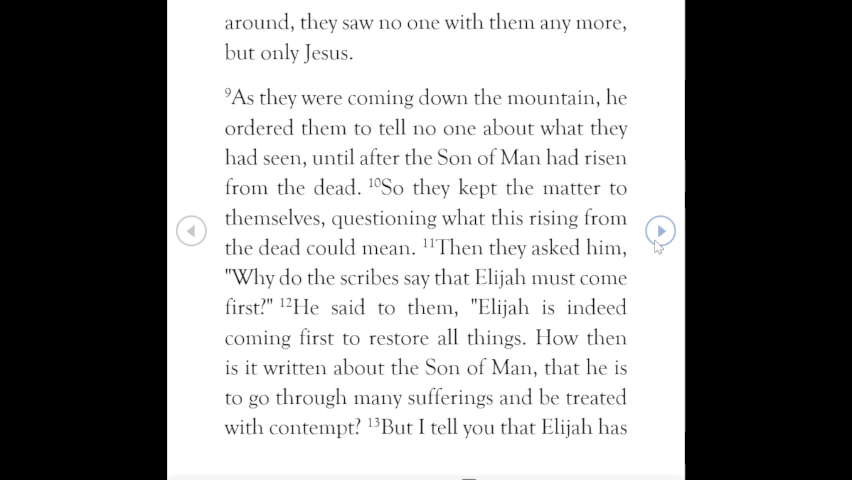 around, they saw no one with them any more,
but only Jesus.
⁹As they were coming down the mountain, he
ordered them to tell no one about what they
had seen, until after the Son of Man had risen
from the dead. ¹⁰So they kept the matter to
themselves, questioning what this rising from
the dead could mean. ¹¹Then they asked him,
"Why do the scribes say that Elijah must come
first?" ¹²He said to them, "Elijah is indeed
coming first to restore all things. How then
is it written about the Son of Man, that he is
to go through many sufferings and be treated
with contempt? ¹³But I tell you that Elijah has